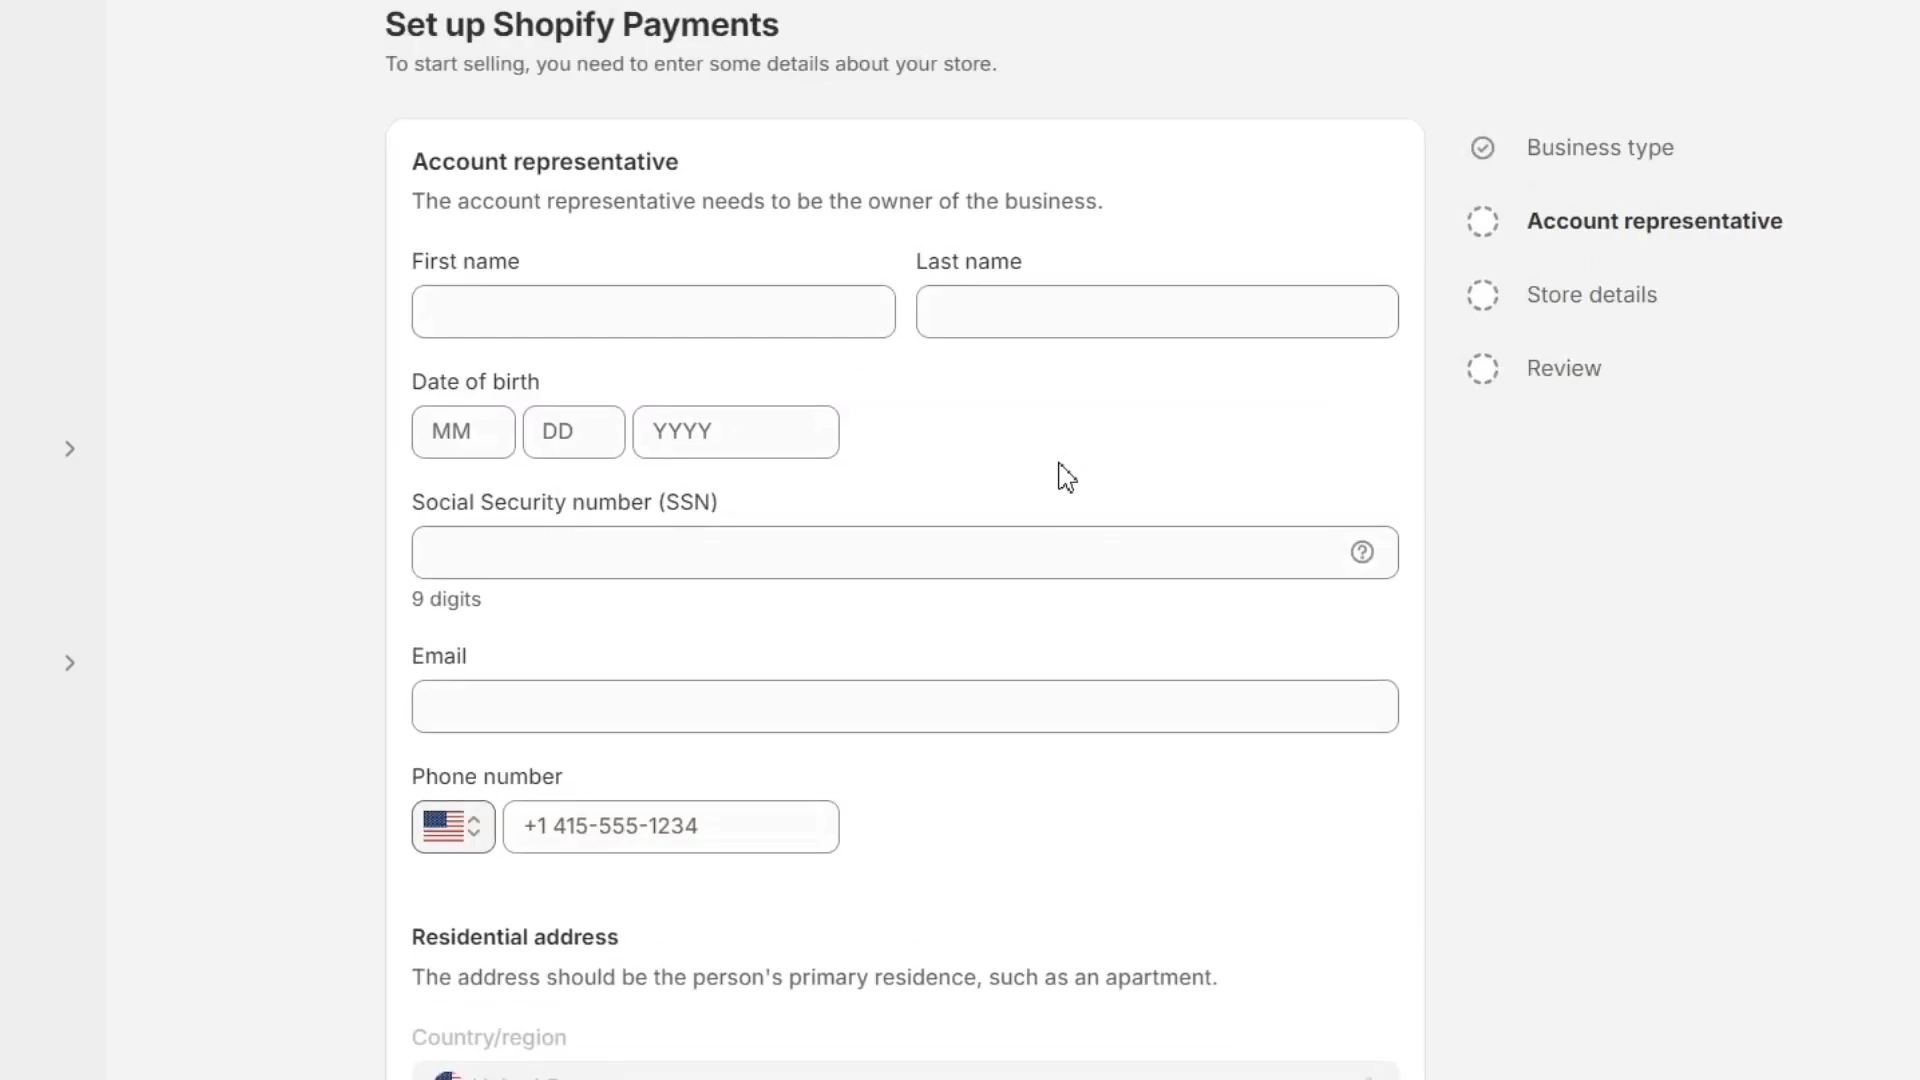 Set up Shopify Payments
To start selling, you need to enter some details about your store.
Account representative
The account representative needs to be the owner of the business.
First name
Last name
Date of birth
MM
DD
YYYY
Social Security number (SSN)
9 digits
Email
Phone number
+1 415-555-1234
Residential address
The address should be the person's primary residence, such as an apartment.
Country/region
Business type
Account representative
Store details
Review